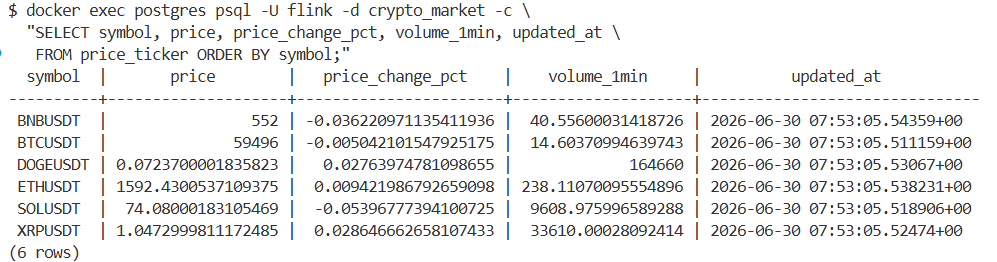 $ docker exec postgres psql -U flink -d crypto_market -c \
  "SELECT symbol, price, price_change_pct, volume_1min, updated_at \
   FROM price_ticker ORDER BY symbol;"
  symbol  |       price        |   price_change_pct   |    volume_1min     |          updated_at
----------+--------------------+----------------------+--------------------+-------------------------------
 BNBUSDT  |                552 | -0.036220971135411936 | 40.55600031418726 | 2026-06-30 07:53:05.54359+00
 BTCUSDT  |              59496 | -0.005042101547925175 | 14.60370994639743 | 2026-06-30 07:53:05.511159+00
 DOGEUSDT | 0.0723700001835823 | 0.02763974781098655 | 164660 | 2026-06-30 07:53:05.53067+00
 ETHUSDT  | 1592.4300537109375 | 0.009421986792659098 | 238.11070095554896 | 2026-06-30 07:53:05.538231+00
 SOLUSDT  |  74.08000183105469 | -0.05396777394100725 | 9608.975996589288 | 2026-06-30 07:53:05.518906+00
 XRPUSDT  | 1.0472999811172485 | 0.028646662658107433 | 33610.00028092414 | 2026-06-30 07:53:05.52474+00
(6 rows)